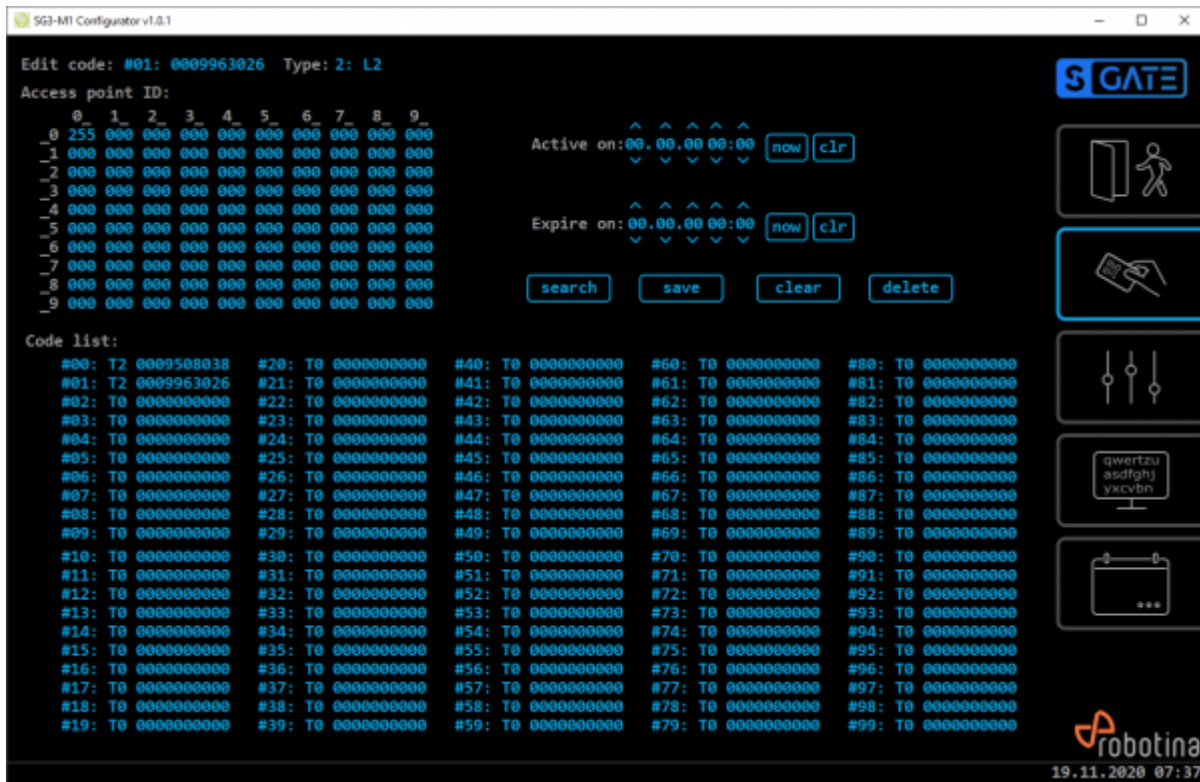 SG3-M1 Configurator v1.0.1
Edit code: #01: 0009963026 Type: 2: L2
Access point ID:
0_ 1_ 2_ 3_ 4_ 5_ 6_ 7_ 8_ 9_
_0 255 000 000 000 000 000 000 000 000 000
_1 000 000 000 000 000 000 000 000 000 000
_2 000 000 000 000 000 000 000 000 000 000
_3 000 000 000 000 000 000 000 000 000 000
_4 000 000 000 000 000 000 000 000 000 000
_5 000 000 000 000 000 000 000 000 000 000
_6 000 000 000 000 000 000 000 000 000 000
_7 000 000 000 000 000 000 000 000 000 000
_8 000 000 000 000 000 000 000 000 000 000
_9 000 000 000 000 000 000 000 000 000 000
Active on: 00.00.00 00:00 now clr
Expire on: 00.00.00 00:00 now clr
search save clear delete
Code list:
#00: T2 0009508038 #20: T0 0000000000 #40: T0 0000000000 #60: T0 0000000000 #80: T0 0000000000
#01: T2 0009963026 #21: T0 0000000000 #41: T0 0000000000 #61: T0 0000000000 #81: T0 0000000000
#02: T0 0000000000 #22: T0 0000000000 #42: T0 0000000000 #62: T0 0000000000 #82: T0 0000000000
#03: T0 0000000000 #23: T0 0000000000 #43: T0 0000000000 #63: T0 0000000000 #83: T0 0000000000
#04: T0 0000000000 #24: T0 0000000000 #44: T0 0000000000 #64: T0 0000000000 #84: T0 0000000000
#05: T0 0000000000 #25: T0 0000000000 #45: T0 0000000000 #65: T0 0000000000 #85: T0 0000000000
#06: T0 0000000000 #26: T0 0000000000 #46: T0 0000000000 #66: T0 0000000000 #86: T0 0000000000
#07: T0 0000000000 #27: T0 0000000000 #47: T0 0000000000 #67: T0 0000000000 #87: T0 0000000000
#08: T0 0000000000 #28: T0 0000000000 #48: T0 0000000000 #68: T0 0000000000 #88: T0 0000000000
#09: T0 0000000000 #29: T0 0000000000 #49: T0 0000000000 #69: T0 0000000000 #89: T0 0000000000
#10: T0 0000000000 #30: T0 0000000000 #50: T0 0000000000 #70: T0 0000000000 #90: T0 0000000000
#11: T0 0000000000 #31: T0 0000000000 #51: T0 0000000000 #71: T0 0000000000 #91: T0 0000000000
#12: T0 0000000000 #32: T0 0000000000 #52: T0 0000000000 #72: T0 0000000000 #92: T0 0000000000
#13: T0 0000000000 #33: T0 0000000000 #53: T0 0000000000 #73: T0 0000000000 #93: T0 0000000000
#14: T0 0000000000 #34: T0 0000000000 #54: T0 0000000000 #74: T0 0000000000 #94: T0 0000000000
#15: T0 0000000000 #35: T0 0000000000 #55: T0 0000000000 #75: T0 0000000000 #95: T0 0000000000
#16: T0 0000000000 #36: T0 0000000000 #56: T0 0000000000 #76: T0 0000000000 #96: T0 0000000000
#17: T0 0000000000 #37: T0 0000000000 #57: T0 0000000000 #77: T0 0000000000 #97: T0 0000000000
#18: T0 0000000000 #38: T0 0000000000 #58: T0 0000000000 #78: T0 0000000000 #98: T0 0000000000
#19: T0 0000000000 #39: T0 0000000000 #59: T0 0000000000 #79: T0 0000000000 #99: T0 0000000000
S GATE
qwertzu
asdfghj
yxcvbn
robotina
19.11.2020 07:37